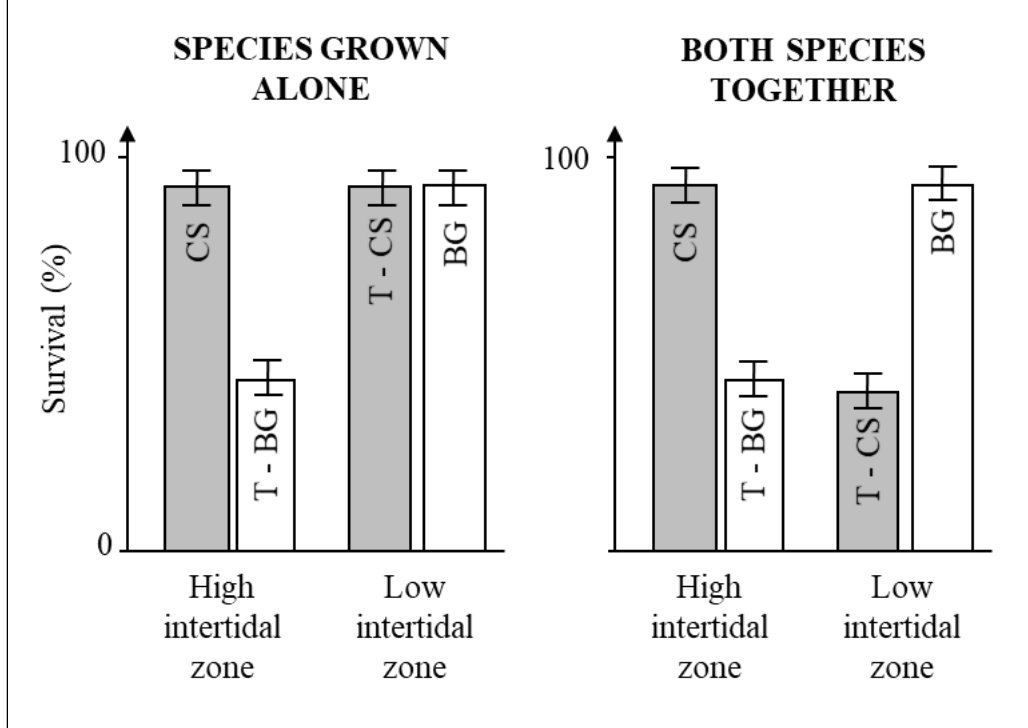 SPECIES GROWN
ALONE
100
0
Survival (%)
CS
T - BG
T - CS
BG
High
intertidal
zone
Low
intertidal
zone
BOTH SPECIES
TOGETHER
100
CS
T - BG
T - CS
BG
High
intertidal
zone
Low
intertidal
zone